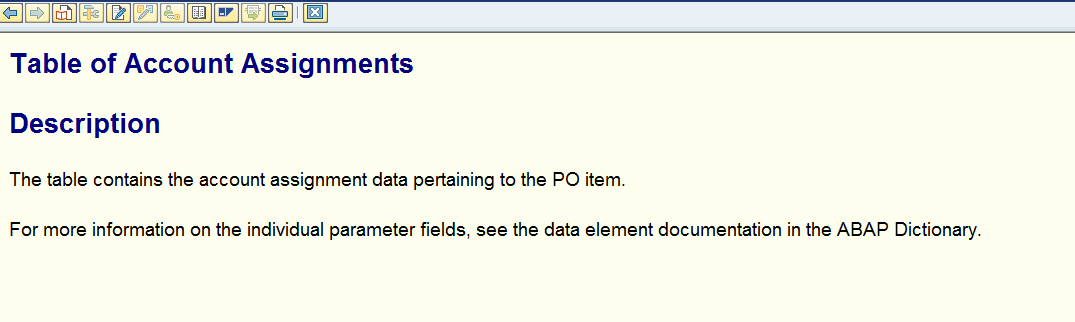 Table of Account Assignments
Description
The table contains the account assignment data pertaining to the PO item.
For more information on the individual parameter fields, see the data element documentation in the ABAP Dictionary.